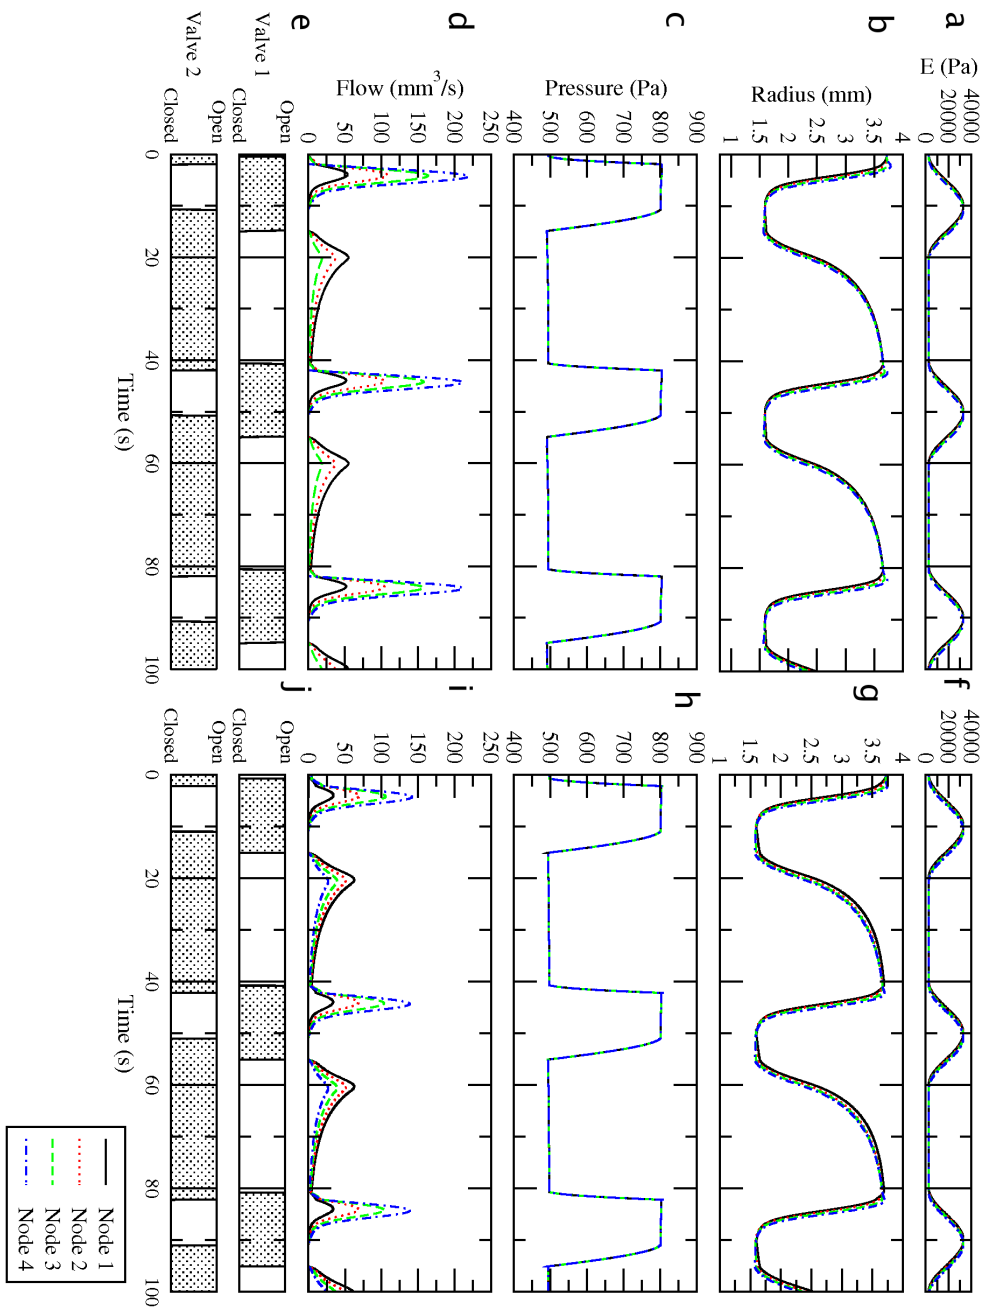 a
E (Pa)
40000
20000
0
b
Radius (mm)
4
3.5
3
2.5
2
1.5
1
c
Pressure (Pa)
900
800
700
600
500
400
d
Flow (mm³/s)
250
200
150
100
50
0
e
Valve 1
Open
Closed
Valve 2
Open
Closed
0 20 40 60 80 100
Time (s)
f
40000
20000
0
g
4
3.5
3
2.5
2
1.5
1
h
900
800
700
600
500
400
i
250
200
150
100
50
0
j
Open
Closed
Open
Closed
0 20 40 60 80 100
Time (s)
Node 1
Node 2
Node 3
Node 4